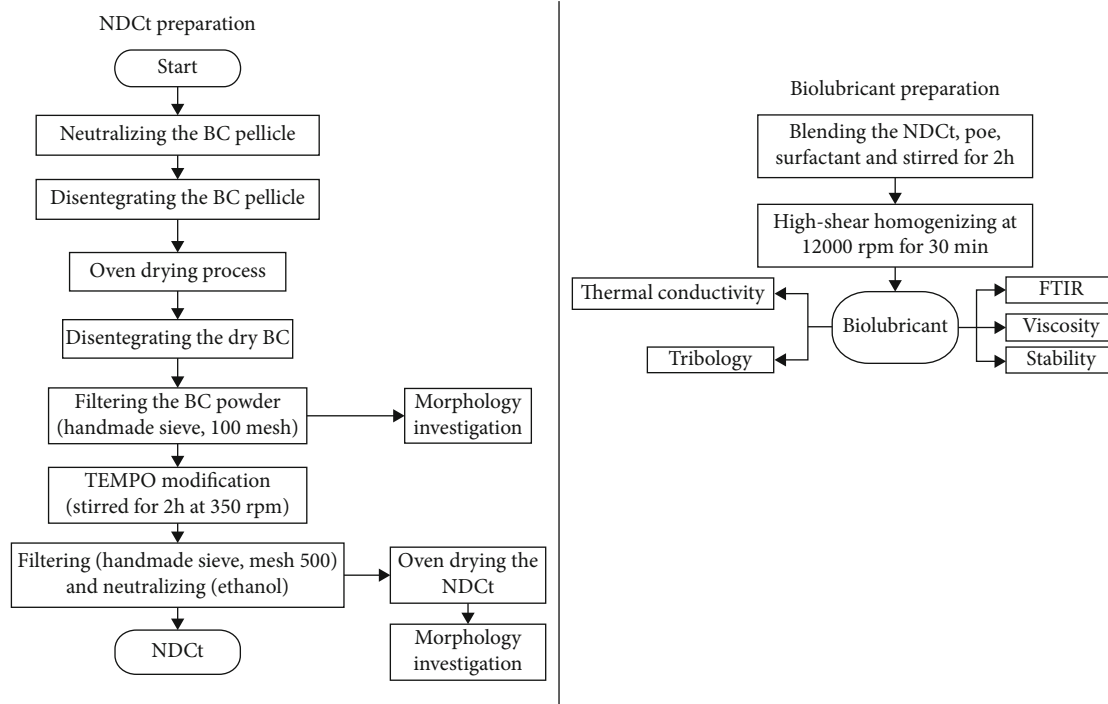 NDCt preparation
Start
Neutralizing the BC pellicle
Disentegrating the BC pellicle
Oven drying process
Disentegrating the dry BC
Filtering the BC powder
(handmade sieve, 100 mesh)
Morphology
investigation
TEMPO modification
(stirred for 2h at 350 rpm)
Filtering (handmade sieve, mesh 500)
and neutralizing (ethanol)
Oven drying the
NDCt
NDCt
Morphology
investigation
Biolubricant preparation
Blending the NDCt, poe,
surfactant and stirred for 2h
High-shear homogenizing at
12000 rpm for 30 min
Thermal conductivity
Tribology
Biolubricant
FTIR
Viscosity
Stability